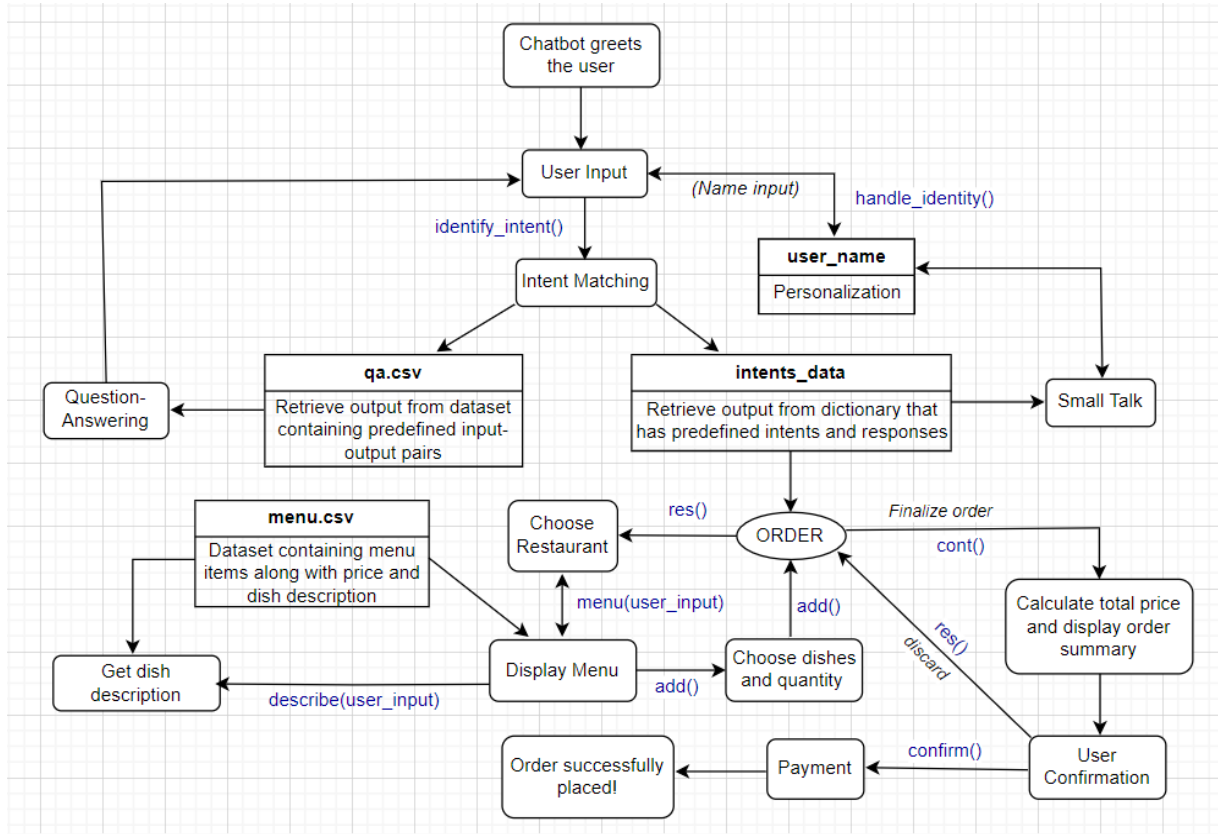 Chatbot greets
the user
User Input
(Name input)
handle_identity()
identify_intent()
user_name
Personalization
Intent Matching
qa.csv
Retrieve output from dataset
containing predefined input-
output pairs
intents_data
Retrieve output from dictionary that
has predefined intents and responses
Question-
Answering
Small Talk
menu.csv
Dataset containing menu
items along with price and
dish description
Choose
Restaurant
res()
ORDER
Finalize order
cont()
menu(user_input)
add()
Calculate total price
and display order
summary
res()
discard
Get dish
description
describe(user_input)
Display Menu
add()
Choose dishes
and quantity
Order successfully
placed!
Payment
confirm()
User
Confirmation